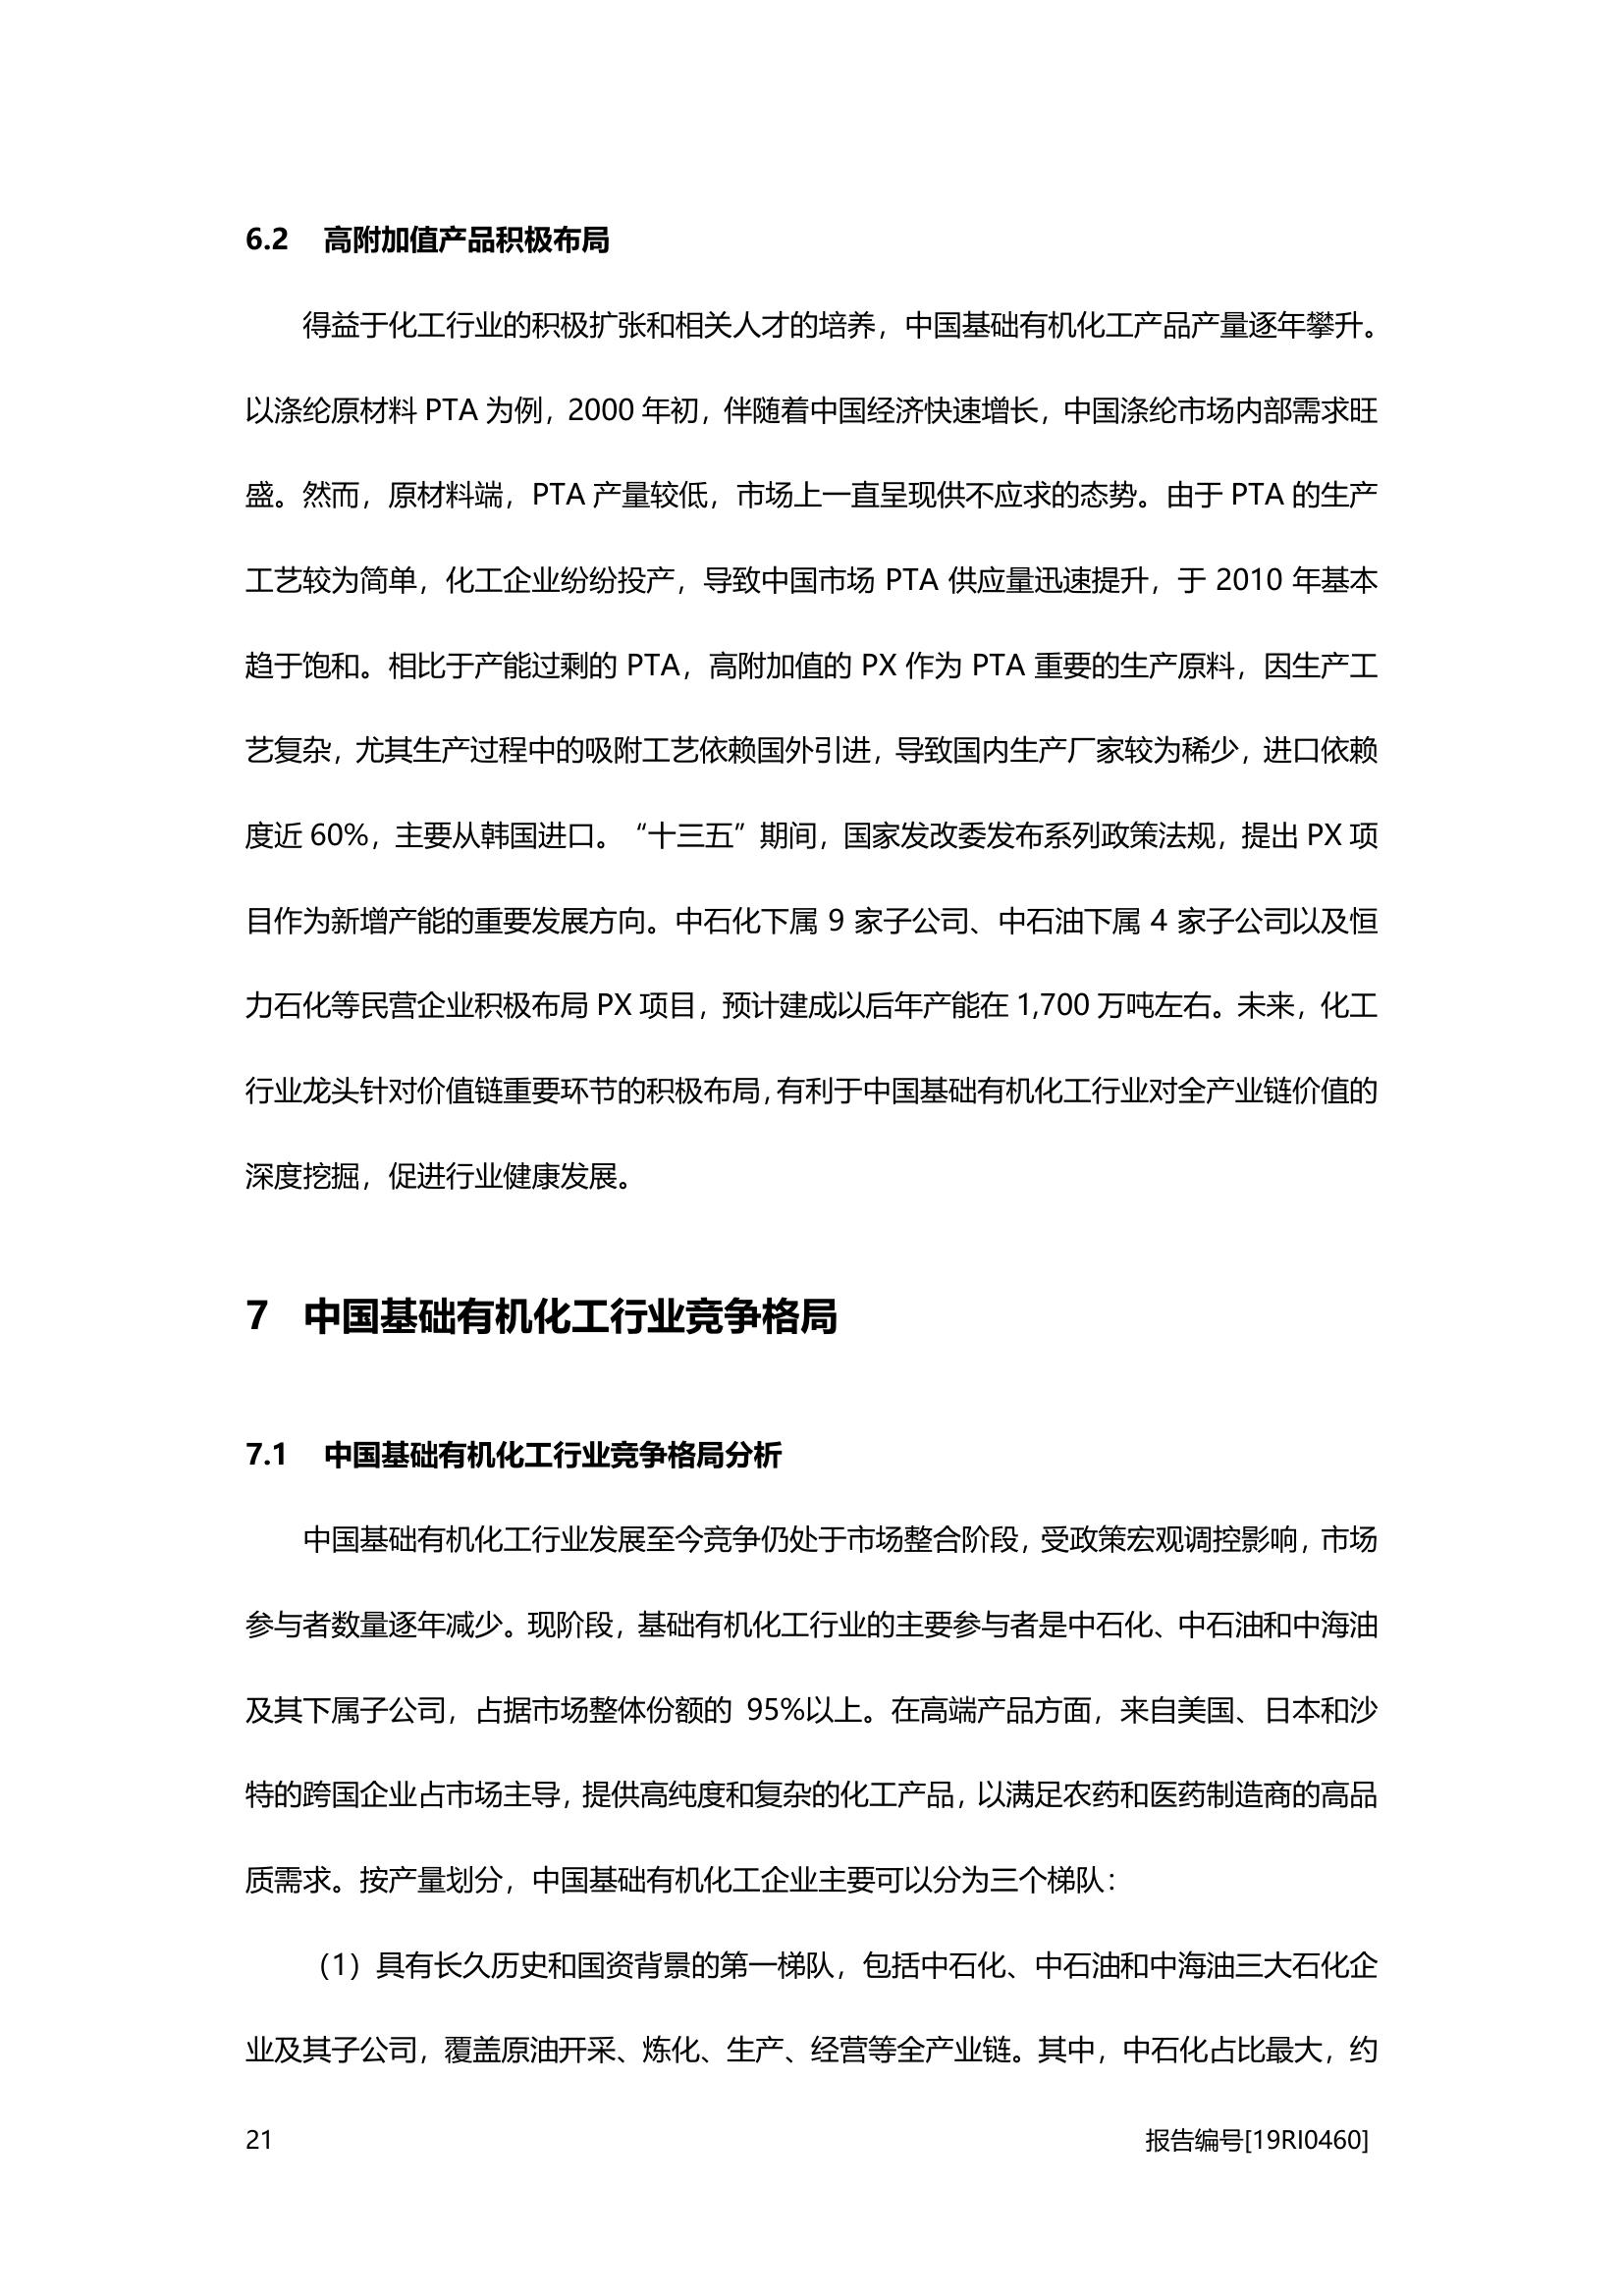 6.2 高附加值产品积极布局
得益于化工行业的积极扩张和相关人才的培养，中国基础有机化工产品产量逐年攀升。
以涤纶原材料 PTA 为例，2000 年初，伴随着中国经济快速增长，中国涤纶市场内部需求旺
盛。然而，原材料端，PTA 产量较低，市场上一直呈现供不应求的态势。由于 PTA 的生产
工艺较为简单，化工企业纷纷投产，导致中国市场 PTA 供应量迅速提升，于 2010 年基本
趋于饱和。相比于产能过剩的 PTA，高附加值的 PX 作为 PTA 重要的生产原料，因生产工
艺复杂，尤其生产过程中的吸附工艺依赖国外引进，导致国内生产厂家较为稀少，进口依赖
度近 60%，主要从韩国进口。“十三五”期间，国家发改委发布系列政策法规，提出 PX 项
目作为新增产能的重要发展方向。中石化下属 9 家子公司、中石油下属 4 家子公司以及恒
力石化等民营企业积极布局 PX 项目，预计建成以后年产能在 1,700 万吨左右。未来，化工
行业龙头针对价值链重要环节的积极布局，有利于中国基础有机化工行业对全产业链价值的
深度挖掘，促进行业健康发展。
7 中国基础有机化工行业竞争格局
7.1 中国基础有机化工行业竞争格局分析
中国基础有机化工行业发展至今竞争仍处于市场整合阶段，受政策宏观调控影响，市场
参与者数量逐年减少。现阶段，基础有机化工行业的主要参与者是中石化、中石油和中海油
及其下属子公司，占据市场整体份额的 95%以上。在高端产品方面，来自美国、日本和沙
特的跨国企业占市场主导，提供高纯度和复杂的化工产品，以满足农药和医药制造商的高品
质需求。按产量划分，中国基础有机化工企业主要可以分为三个梯队：
（1）具有长久历史和国资背景的第一梯队，包括中石化、中石油和中海油三大石化企
业及其子公司，覆盖原油开采、炼化、生产、经营等全产业链。其中，中石化占比最大，约
21 报告编号[19RI0460]